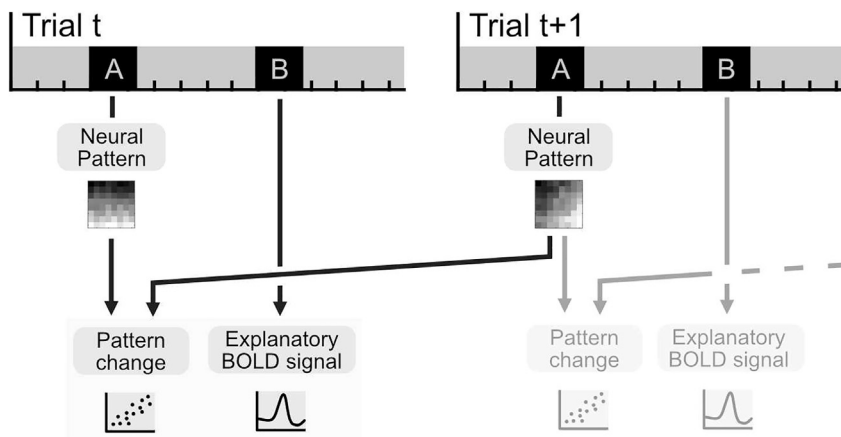 Trial t
A
B
Neural
Pattern
Pattern
change
Explanatory
BOLD signal
Trial t+1
A
B
Neural
Pattern
Pattern
change
Explanatory
BOLD signal